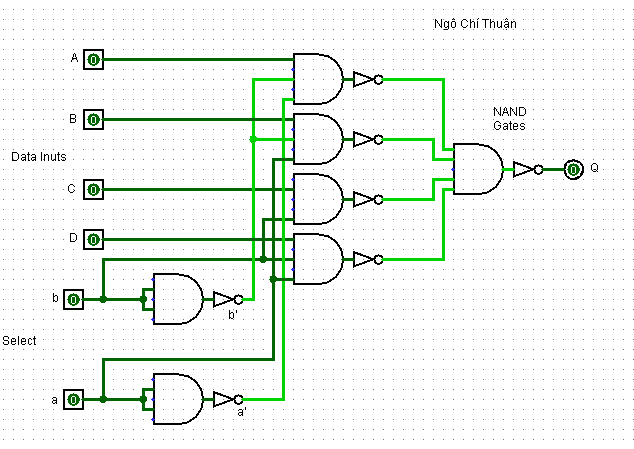 Ngô Chí Thuận
A
0
NAND
Gates
B
0
Data Inuts
0
Q
C
0
D
0
b
0
b'
Select
a
0
a'